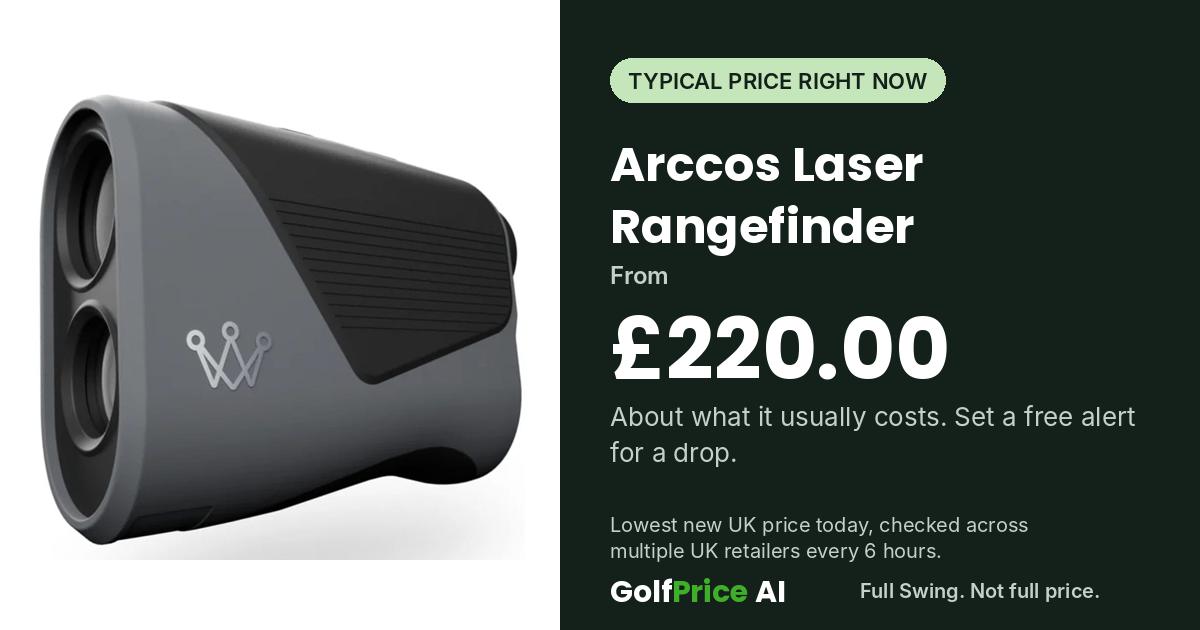 TYPICAL PRICE RIGHT NOW
Arccos Laser
Rangefinder
From
£220.00
About what it usually costs. Set a free alert
for a drop.
Lowest new UK price today, checked across
multiple UK retailers every 6 hours.
GolfPrice AI
Full Swing. Not full price.